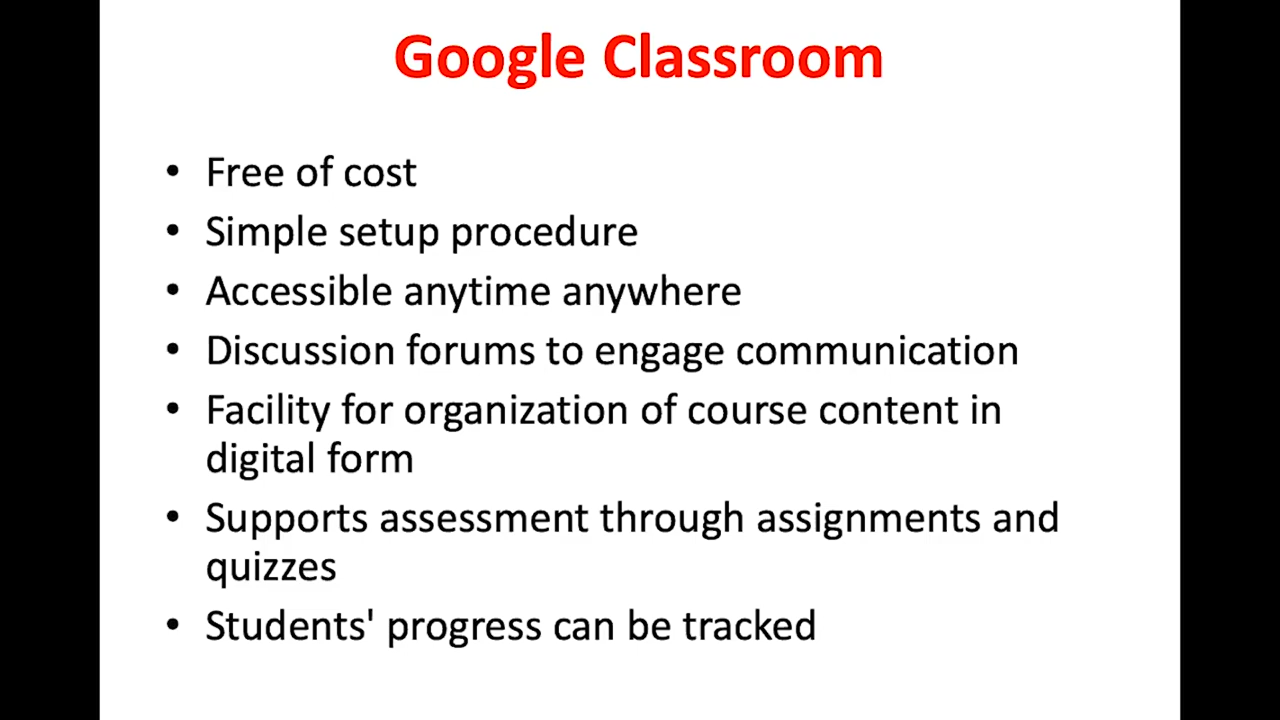 Google Classroom
• Free of cost
• Simple setup procedure
• Accessible anytime anywhere
• Discussion forums to engage communication
• Facility for organization of course content in
digital form
• Supports assessment through assignments and
quizzes
• Students' progress can be tracked